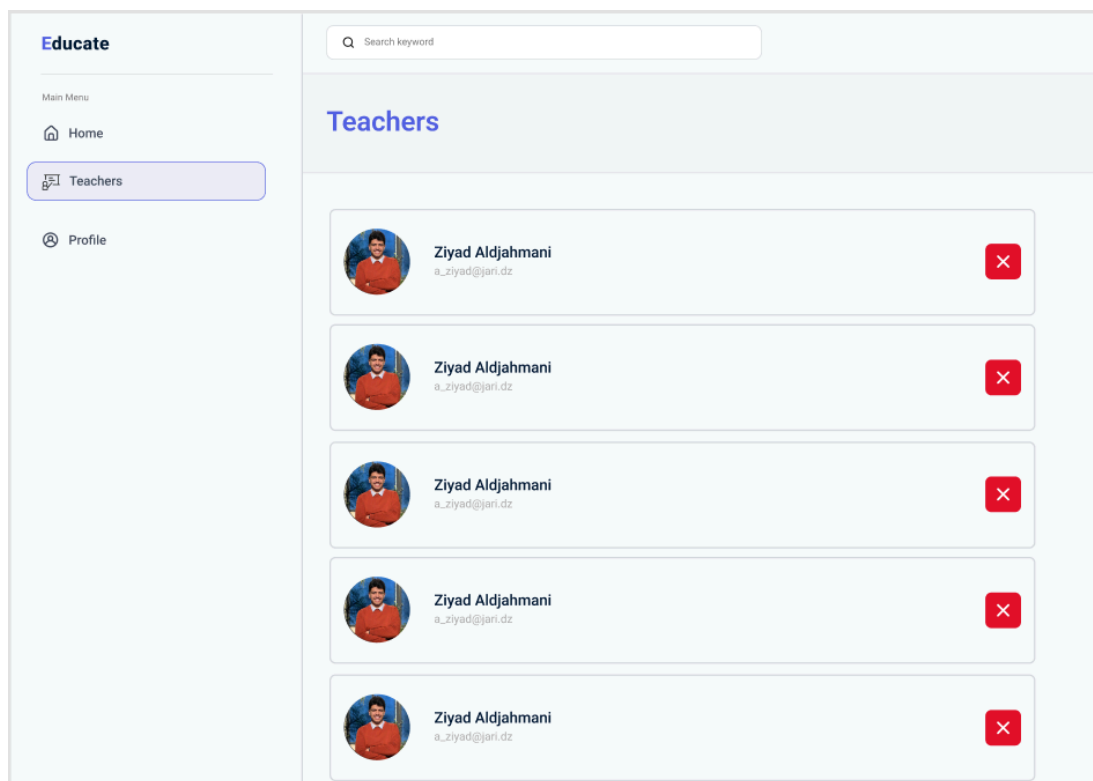 Educate
Search keyword
Main Menu
Home
Teachers
Profile
Teachers
Ziyad Aldjahmani
a_ziyad@jari.dz
Ziyad Aldjahmani
a_ziyad@jari.dz
Ziyad Aldjahmani
a_ziyad@jari.dz
Ziyad Aldjahmani
a_ziyad@jari.dz
Ziyad Aldjahmani
a_ziyad@jari.dz